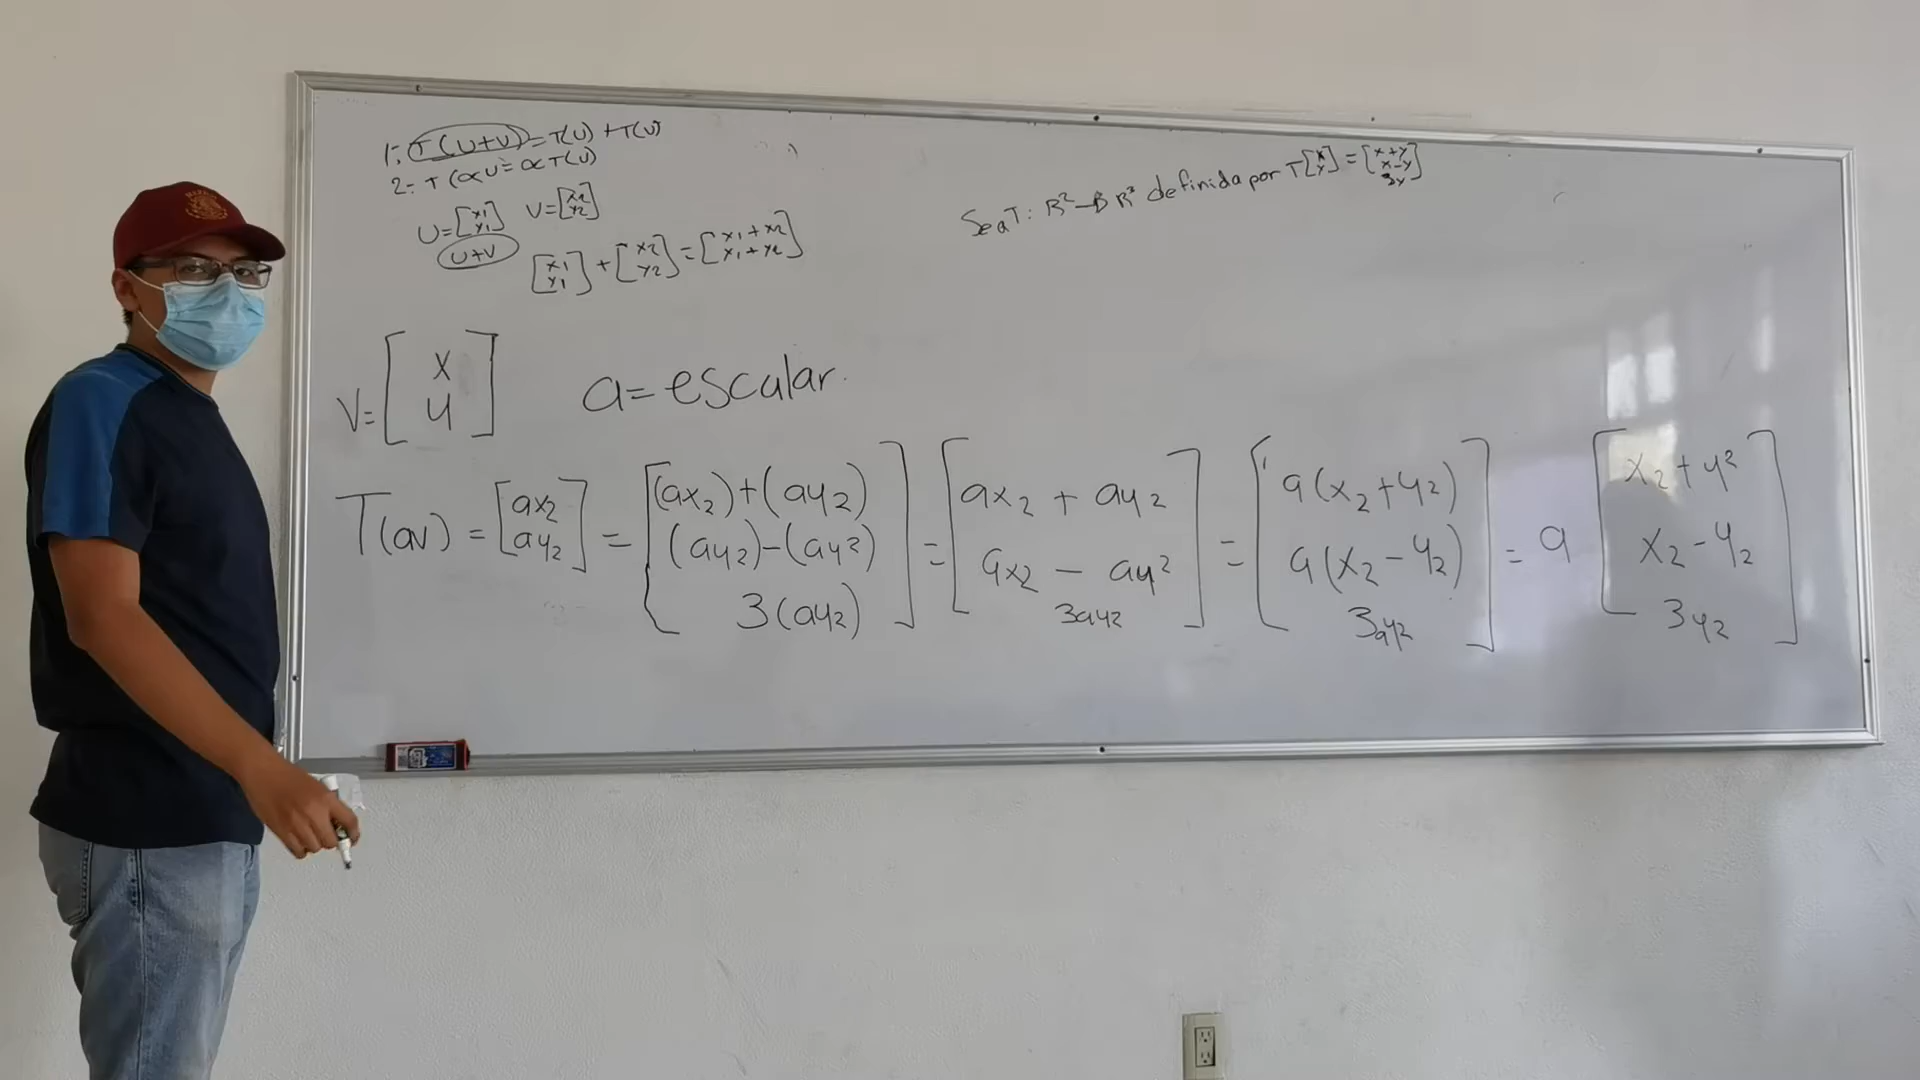 1: T(U+V)=T(U)+T(U)
2: T(∝U=∝T(U)
U=[x1 y1] V=[x2 y2]
U+V
[x1 y1]+[x2 y2]=[x1+x2 y1+y2]
Sea T: R²→R³ definida por T[x y]=[x+y x-y 3y]
V=[x y] a=escalar.
T(av)=[ax2 ay2]=[(ax2)+(ay2) (ay2)-(ay2) 3(ay2)]=[ax2+ay2 ax2-ay2 3ay2]=[a(x2+y2) a(x2-y2) 3ay2]=a[x2+y2 x2-y2 3y2]